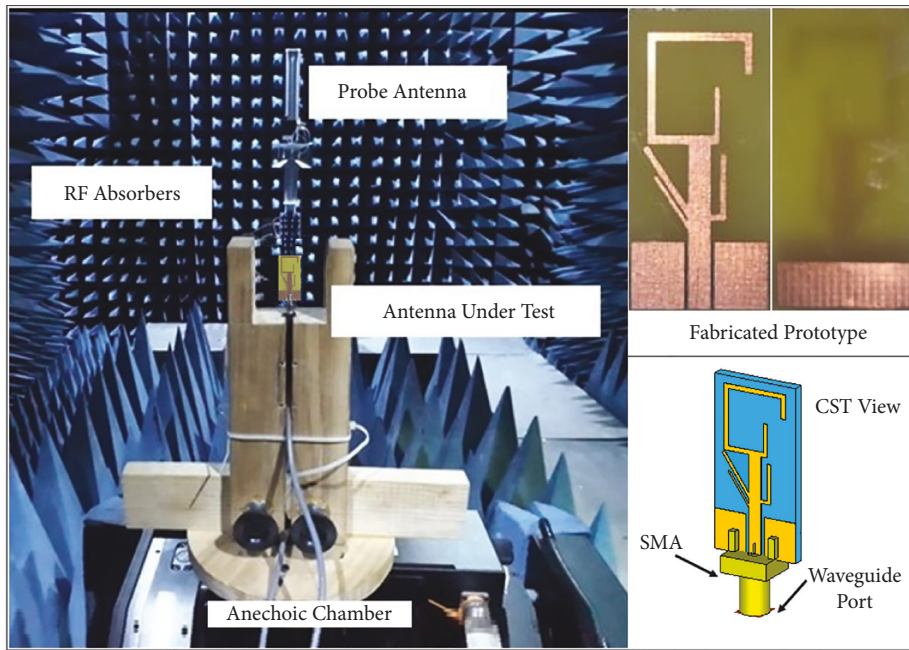 Probe Antenna
RF Absorbers
Antenna Under Test
Anechoic Chamber
Fabricated Prototype
CST View
SMA
Waveguide
Port